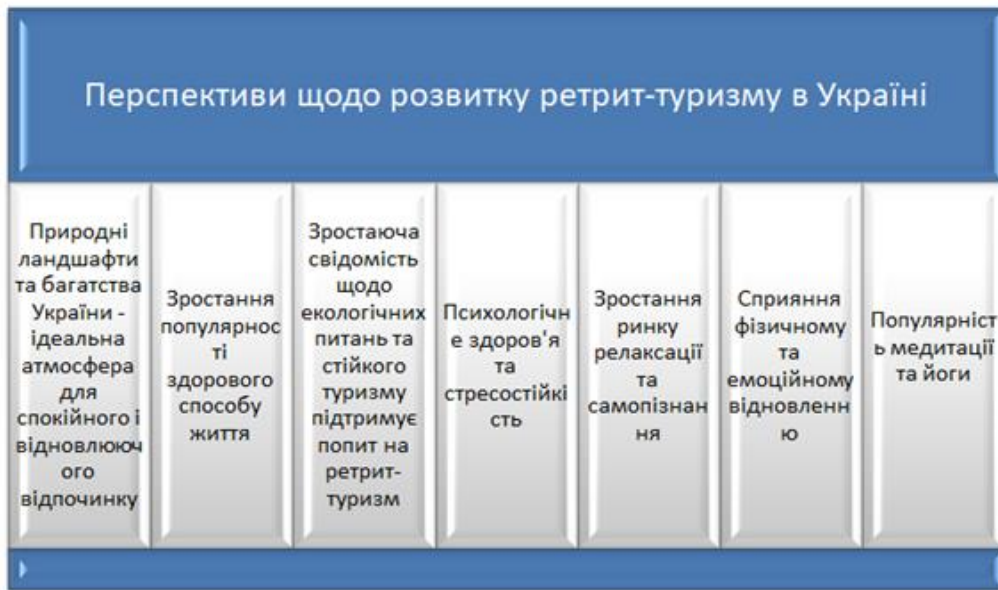 Перспективи щодо розвитку ретрит-туризму в Україні
Природні
ландшафти
та багатства
України -
ідеальна
атмосфера
для
спокійного і
відновлююч
ого
відпочинку
Зростання
популярнос
ті
здорового
способу
життя
Зростаюча
свідомість
щодо
екологічних
питань та
стійкого
туризму
підтримує
попит на
ретрит-
туризм
Психологічн
е здоров'я
та
стресостійкі
сть
Зростання
ринку
релаксації
та
самопізнан
ня
Сприяння
фізичному
та
емоційному
відновленн
ю
Популярніст
ь медитації
та йоги